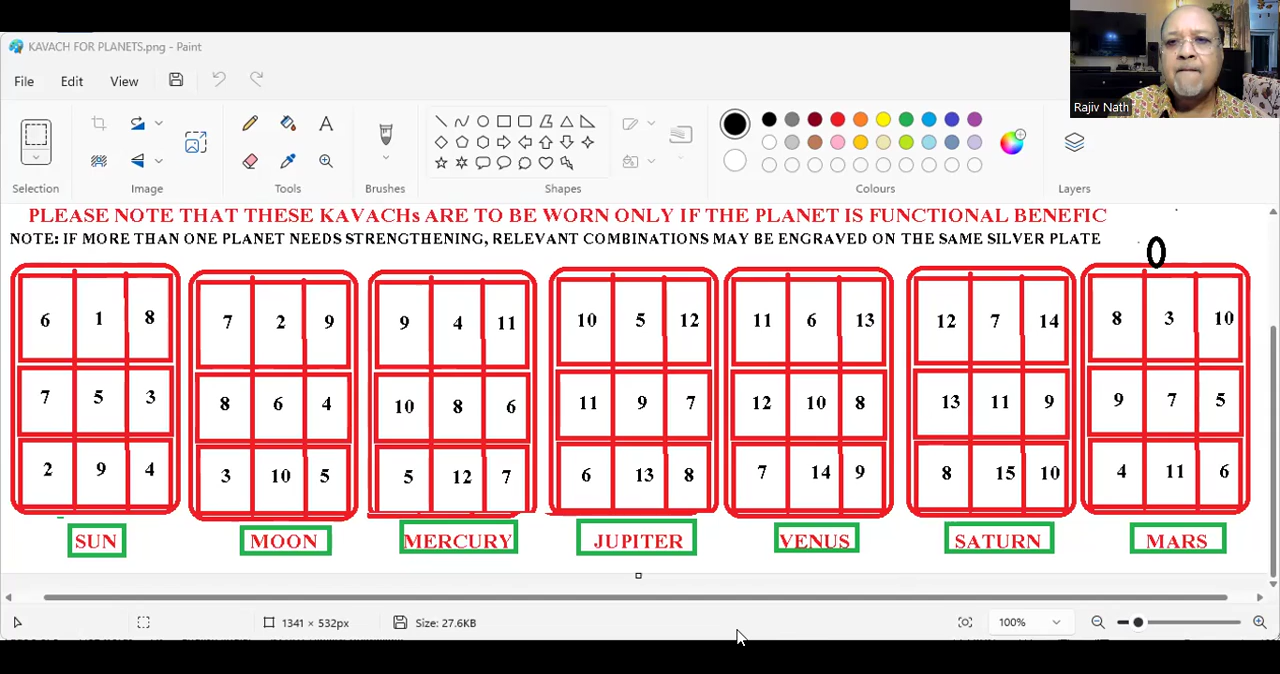 KAVACH FOR PLANETS.png - Paint
Rajiv Nath
File Edit View
Selection Image Tools Brushes Shapes Colours Layers
PLEASE NOTE THAT THESE KAVACHs ARE TO BE WORN ONLY IF THE PLANET IS FUNCTIONAL BENEFIC
NOTE: IF MORE THAN ONE PLANET NEEDS STRENGTHENING, RELEVANT COMBINATIONS MAY BE ENGRAVED ON THE SAME SILVER PLATE
6 1 8
7 5 3
2 9 4
SUN
7 2 9
8 6 4
3 10 5
MOON
9 4 11
10 8 6
5 12 7
MERCURY
10 5 12
11 9 7
6 13 8
JUPITER
11 6 13
12 10 8
7 14 9
VENUS
12 7 14
13 11 9
8 15 10
SATURN
8 3 10
9 7 5
4 11 6
MARS
1341 × 532px Size: 27.6KB 100%